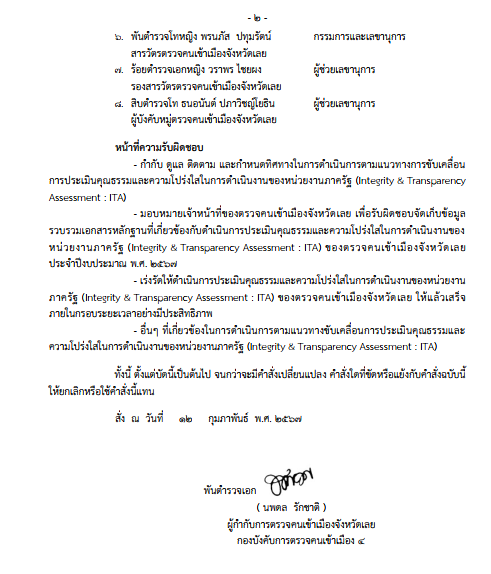 - ๒ -
๖. พันตำรวจโทหญิง พรนภัส ปทุมรัตน์ กรรมการและเลขานุการ
สารวัตรตรวจคนเข้าเมืองจังหวัดเลย
๗. ร้อยตำรวจเอกหญิง วราพร ไชยผง ผู้ช่วยเลขานุการ
รองสารวัตรตรวจคนเข้าเมืองจังหวัดเลย
๘. สิบตำรวจโท ธนอนันต์ ปภาวิชญ์โยธิน ผู้ช่วยเลขานุการ
ผู้บังคับหมู่ตรวจคนเข้าเมืองจังหวัดเลย
หน้าที่ความรับผิดชอบ
- กำกับ ดูแล ติดตาม และกำหนดทิศทางในการดำเนินการตามแนวทางการขับเคลื่อน
การประเมินคุณธรรมและความโปร่งใสในการดำเนินงานของหน่วยงานภาครัฐ (Integrity & Transparency
Assessment : ITA)
- มอบหมายเจ้าหน้าที่ของตรวจคนเข้าเมืองจังหวัดเลย เพื่อรับผิดชอบจัดเก็บข้อมูล
รวบรวมเอกสารหลักฐานที่เกี่ยวข้องกับดำเนินการประเมินคุณธรรมและความโปร่งใสในการดำเนินงานของ
หน่วยงานภาครัฐ (Integrity & Transparency Assessment : ITA) ของตรวจคนเข้าเมืองจังหวัดเลย
ประจำปีงบประมาณ พ.ศ. ๒๕๖๗
- เร่งรัดให้ดำเนินการประเมินคุณธรรมและความโปร่งใสในการดำเนินงานของหน่วยงาน
ภาครัฐ (Integrity & Transparency Assessment : ITA) ของตรวจคนเข้าเมืองจังหวัดเลย ให้แล้วเสร็จ
ภายในกรอบระยะเวลาอย่างมีประสิทธิภาพ
- อื่นๆ ที่เกี่ยวข้องในการดำเนินการตามแนวทางขับเคลื่อนการประเมินคุณธรรมและ
ความโปร่งใสในการดำเนินงานของหน่วยงานภาครัฐ (Integrity & Transparency Assessment : ITA)
ทั้งนี้ ตั้งแต่บัดนี้เป็นต้นไป จนกว่าจะมีคำสั่งเปลี่ยนแปลง คำสั่งใดที่ขัดหรือแย้งกับคำสั่งฉบับนี้
ให้ยกเลิกหรือใช้คำสั่งนี้แทน
สั่ง ณ วันที่ ๑๒ กุมภาพันธ์ พ.ศ. ๒๕๖๗
พันตำรวจเอก
( นพดล รักชาติ )
ผู้กำกับการตรวจคนเข้าเมืองจังหวัดเลย
กองบังคับการตรวจคนเข้าเมือง ๔